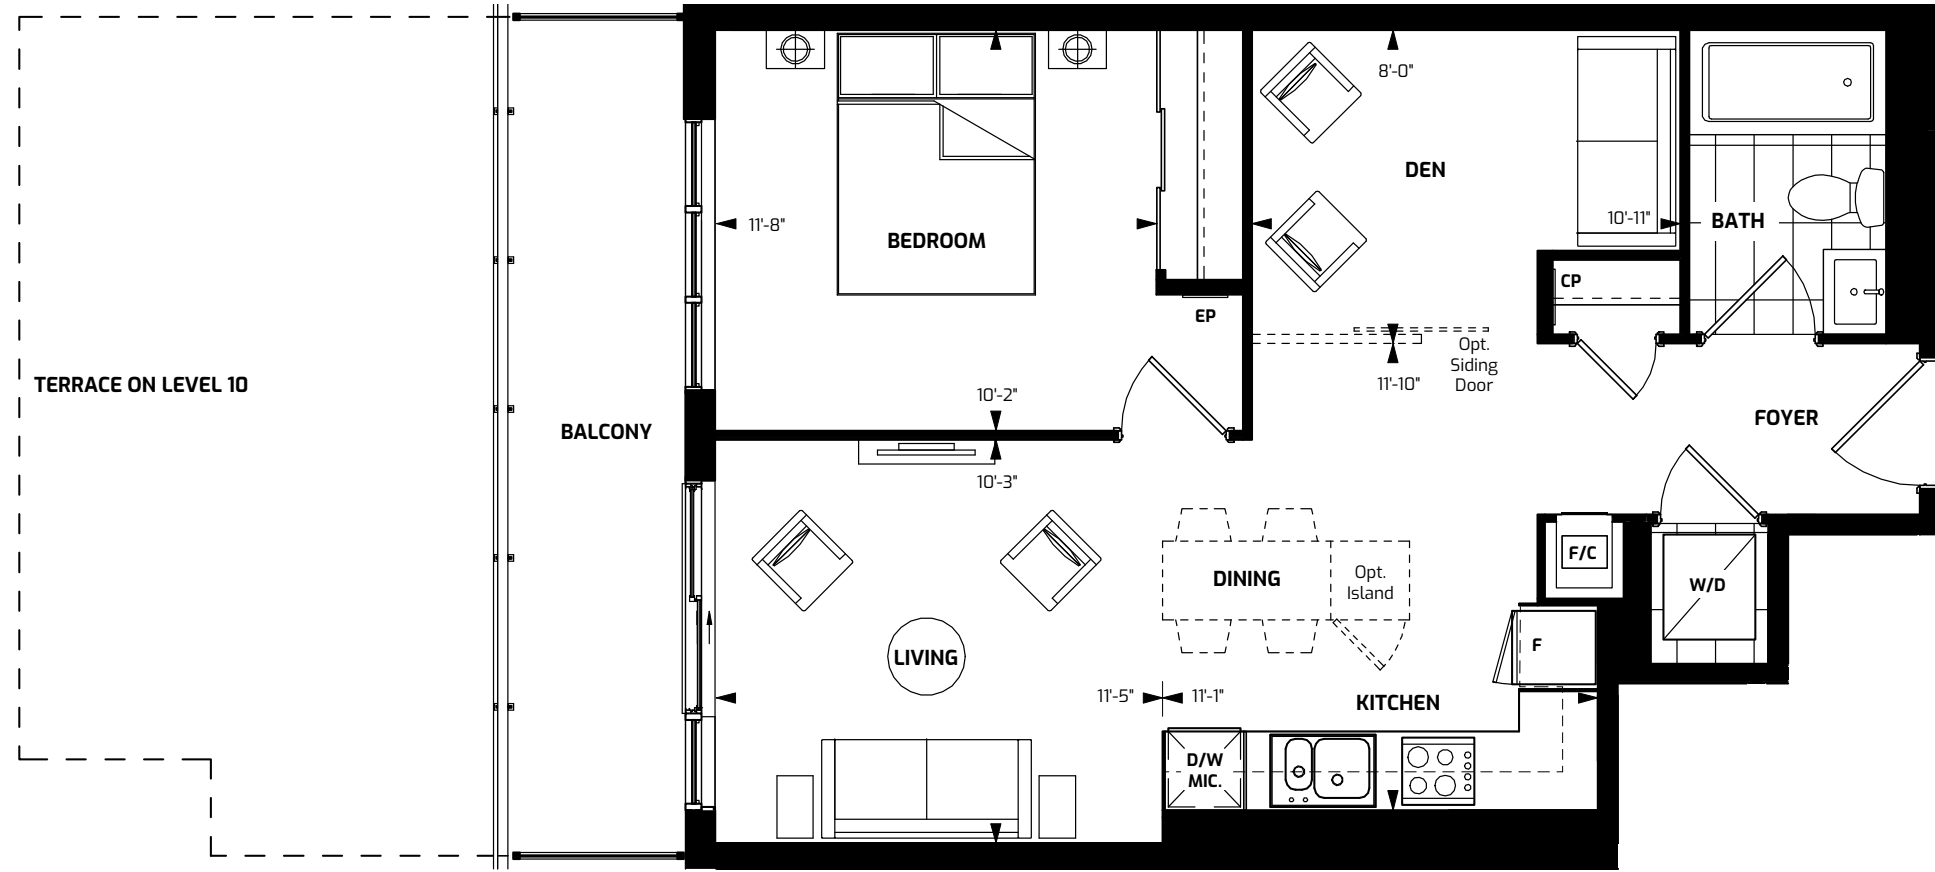 8'-0"
DEN
11'-8"
BEDROOM
10'-11"
BATH
CP
EP
Opt.
Siding
Door
11'-10"
TERRACE ON LEVEL 10
10'-2"
BALCONY
FOYER
10'-3"
F/C
DINING
Opt.
Island
W/D
LIVING
F
11'-5"
11'-1"
KITCHEN
D/W
MIC.